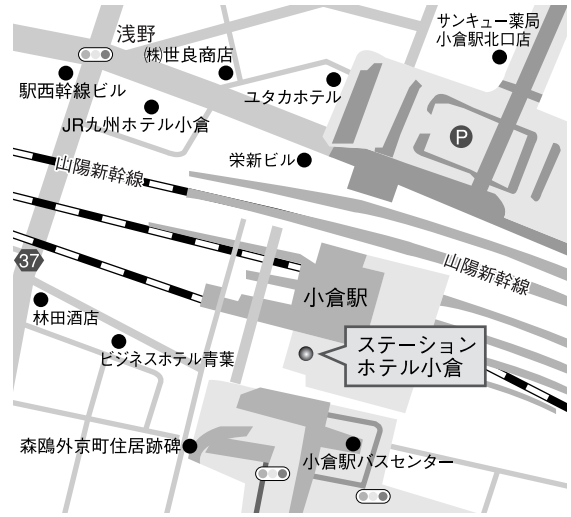 サンキュー薬局
小倉駅北口店
浅野
㈱世良商店
駅西幹線ビル
ユタカホテル
JR九州ホテル小倉
P
栄新ビル
山陽新幹線
山陽新幹線
37
小倉駅
林田酒店
ステーション
ホテル小倉
ビジネスホテル青葉
森鴎外京町住居跡碑
小倉駅バスセンター